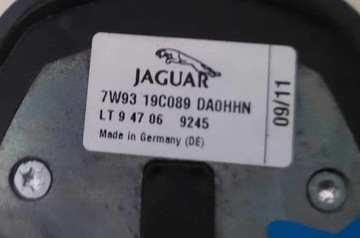 JAGUAR
7W93 19C089 DA0HHN
LT 9 47 06 9245
Made in Germany (DE)
09/11